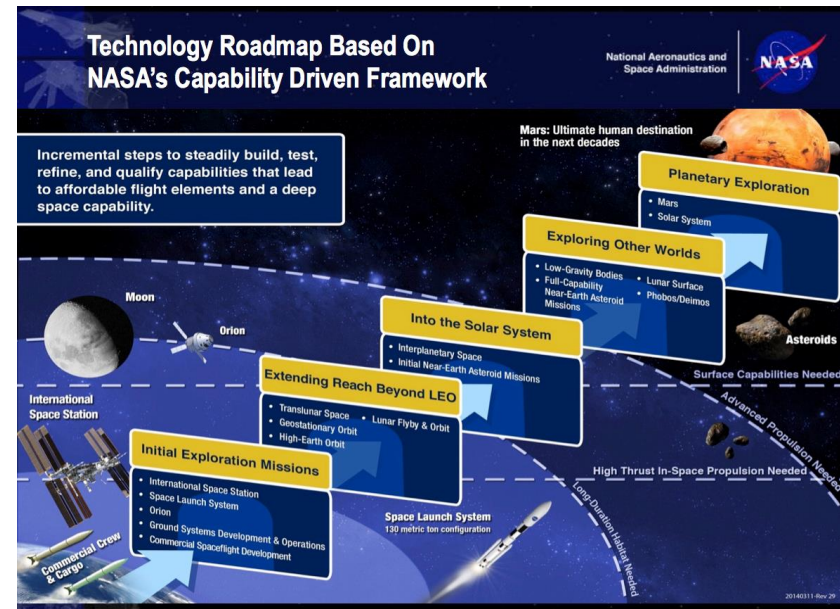 Technology Roadmap Based On
NASA's Capability Driven Framework
National Aeronautics and
Space Administration
NASA
Incremental steps to steadily build, test,
refine, and qualify capabilities that lead
to affordable flight elements and a deep
space capability.
Mars: Ultimate human destination
in the next decades
Planetary Exploration
• Mars
• Solar System
Exploring Other Worlds
• Low-Gravity Bodies
• Full-Capability
Near-Earth Asteroid
Missions
• Lunar Surface
• Phobos/Deimos
Into the Solar System
• Interplanetary Space
• Initial Near-Earth Asteroid Missions
Extending Reach Beyond LEO
• Translunar Space
• Geostationary Orbit
• High-Earth Orbit
• Lunar Flyby & Orbit
Initial Exploration Missions
• International Space Station
• Space Launch System
• Orion
• Ground Systems Development & Operations
• Commercial Spaceflight Development
Moon
Orion
International
Space Station
Commercial Crew
& Cargo
Space Launch System
130 metric ton configuration
Asteroids
Surface Capabilities Needed
Advanced Propulsion Needed
High Thrust In-Space Propulsion Needed
Long-Duration Habitat Needed
20140311-Rev 29